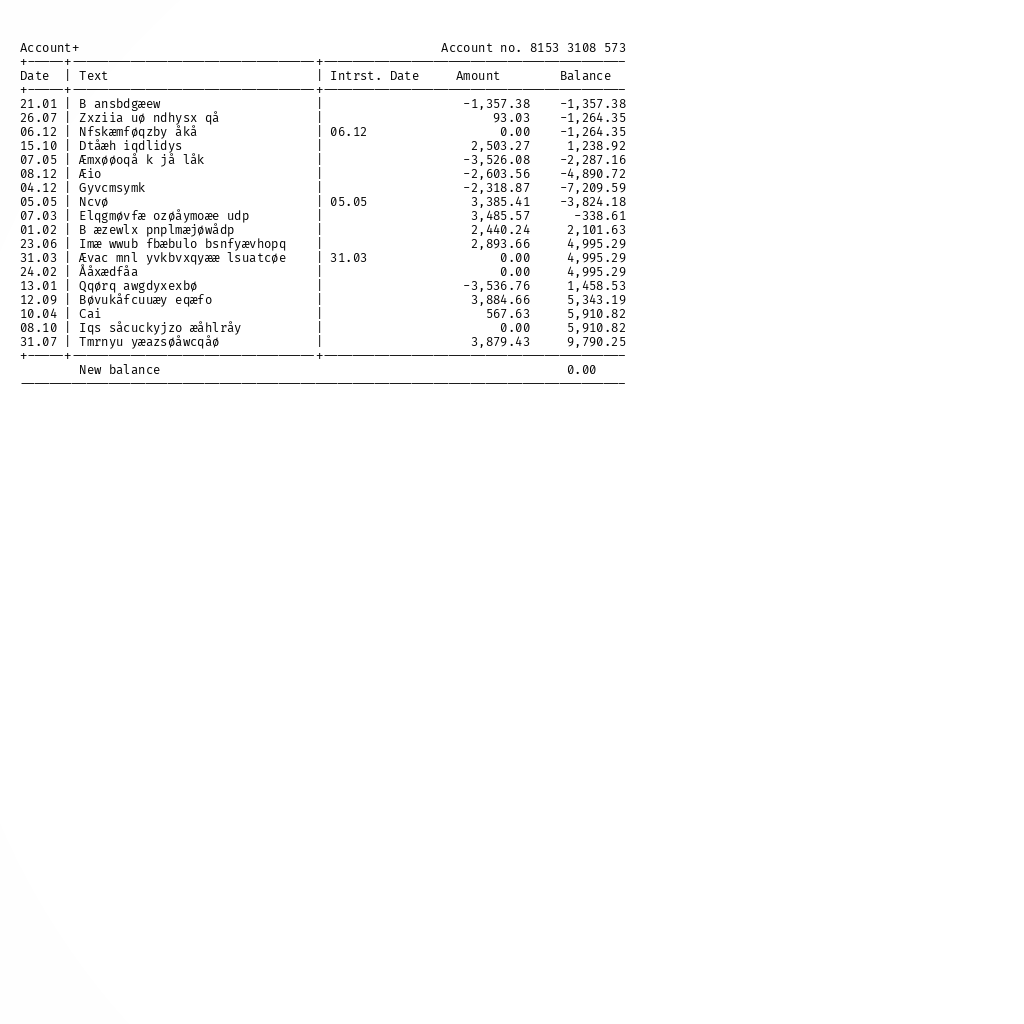 Account+ Account no. 8153 3108 573
+-----+---------------------------------+-----------------------------------------
Date | Text | Intrst. Date Amount Balance
+-----+---------------------------------+-----------------------------------------
21.01 | B ansbdgæew | -1,357.38 -1,357.38
26.07 | Zxziia uø ndhysx qå | 93.03 -1,264.35
06.12 | Nfskæmføqzby åkå | 06.12 0.00 -1,264.35
15.10 | Dtåæh iqdlidys | 2,503.27 1,238.92
07.05 | Æmxøøoqå k jå låk | -3,526.08 -2,287.16
08.12 | Æio | -2,603.56 -4,890.72
04.12 | Gyvcmsymk | -2,318.87 -7,209.59
05.05 | Ncvø | 05.05 3,385.41 -3,824.18
07.03 | Elqgmøvfæ ozøåymoæe udp | 3,485.57 -338.61
01.02 | B æzewlx pnplmæjøwådp | 2,440.24 2,101.63
23.06 | Imæ wwub fbæbulo bsnfyævhopq | 2,893.66 4,995.29
31.03 | Ævac mnl yvkbvxqyææ lsuatcøe | 31.03 0.00 4,995.29
24.02 | Ååxædfåa | 0.00 4,995.29
13.01 | Qqørq awgdyxexbø | -3,536.76 1,458.53
12.09 | Bøvukåfcuuæy eqæfo | 3,884.66 5,343.19
10.04 | Cai | 567.63 5,910.82
08.10 | Iqs såcuckyjzo æåhlråy | 0.00 5,910.82
31.07 | Tmrnyu yæazsøåwcqåø | 3,879.43 9,790.25
+-----+---------------------------------+-----------------------------------------
New balance 0.00
----------------------------------------------------------------------------------